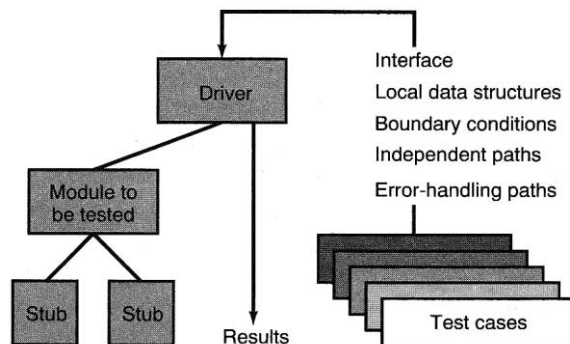 Driver
Interface
Local data structures
Boundary conditions
Independent paths
Error-handling paths
Module to
be tested
Stub
Stub
Results
Test cases